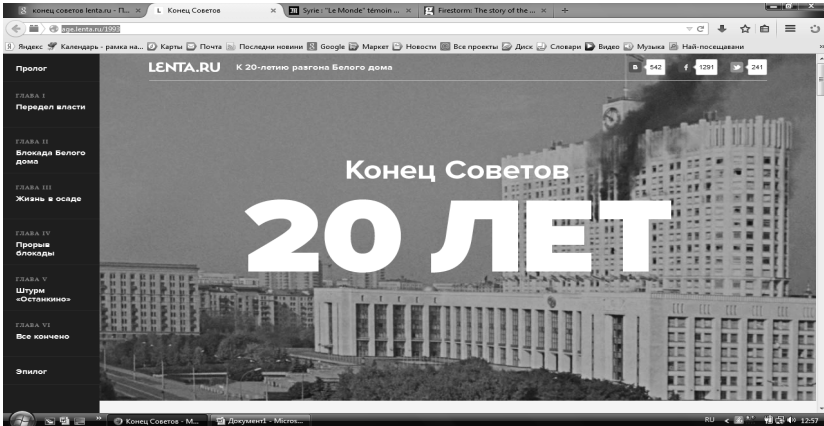 конец советов lenta.ru - П...
Конец Советов
Syrie : "Le Monde" témoin ...
Firestorm: The story of the ...
age.lenta.ru/1993
Яндекс
Календарь - рамка на...
Карты
Почта
Последни новини
Google
Маркет
Новости
Все проекты
Диск
Словари
Видео
Музыка
Най-посещавани
LENTA.RU
К 20-летию разгона Белого дома
542
1291
241
Пролог
ГЛАВА I
Передел власти
ГЛАВА II
Блокада Белого
дома
ГЛАВА III
Жизнь в осаде
ГЛАВА IV
Прорыв
блокады
ГЛАВА V
Штурм
«Останкино»
ГЛАВА VI
Все кончено
Эпилог
Конец Советов
20 ЛЕТ
Конец Советов - M...
Документ1 - Micros...
RU
12:57